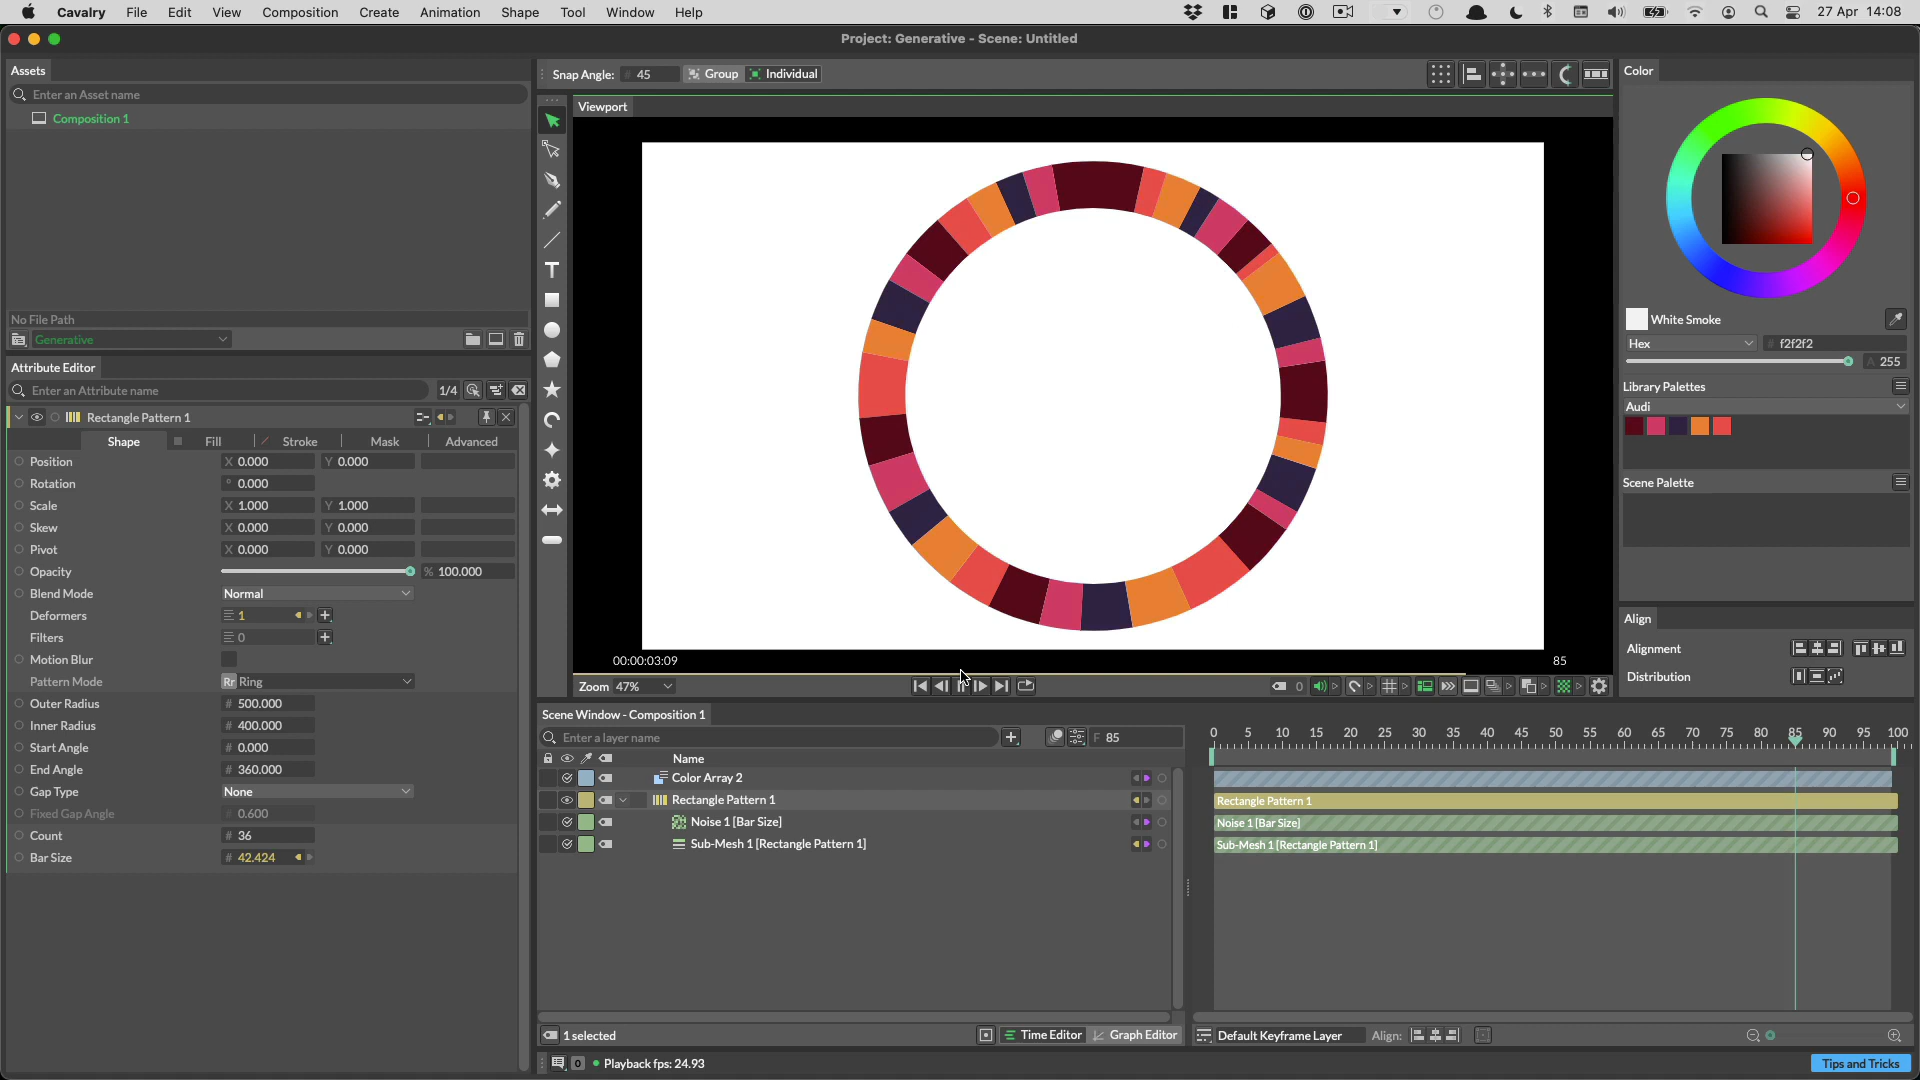 Cavalry File Edit View Composition Create Animation Shape Tool Window Help 27 Apr 14:08
Project: Generative - Scene: Untitled
Assets
Enter an Asset name
Composition 1
No File Path
Generative
Attribute Editor
Enter an Attribute name 1/4
Rectangle Pattern 1
Shape Fill Stroke Mask Advanced
Position X 0.000 Y 0.000
Rotation ° 0.000
Scale X 1.000 Y 1.000
Skew X 0.000 Y 0.000
Pivot X 0.000 Y 0.000
Opacity % 100.000
Blend Mode Normal
Deformers 1
Filters 0
Motion Blur
Pattern Mode Rr Ring
Outer Radius # 500.000
Inner Radius # 400.000
Start Angle # 0.000
End Angle # 360.000
Gap Type None
Fixed Gap Angle # 0.600
Count # 36
Bar Size # 42.424
Snap Angle: # 45 Group Individual
Viewport
00:00:03:09 85
Zoom 47% 0
Scene Window - Composition 1
Enter a layer name F 85
Name
Color Array 2
Rectangle Pattern 1
Noise 1 [Bar Size]
Sub-Mesh 1 [Rectangle Pattern 1]
0 5 10 15 20 25 30 35 40 45 50 55 60 65 70 75 80 85 90 95 100
Rectangle Pattern 1
Noise 1 [Bar Size]
Sub-Mesh 1 [Rectangle Pattern 1]
1 selected Time Editor Graph Editor Default Keyframe Layer Align:
0 Playback fps: 24.93 Tips and Tricks
Color
White Smoke
Hex # f2f2f2
A 255
Library Palettes
Audi
Scene Palette
Align
Alignment
Distribution